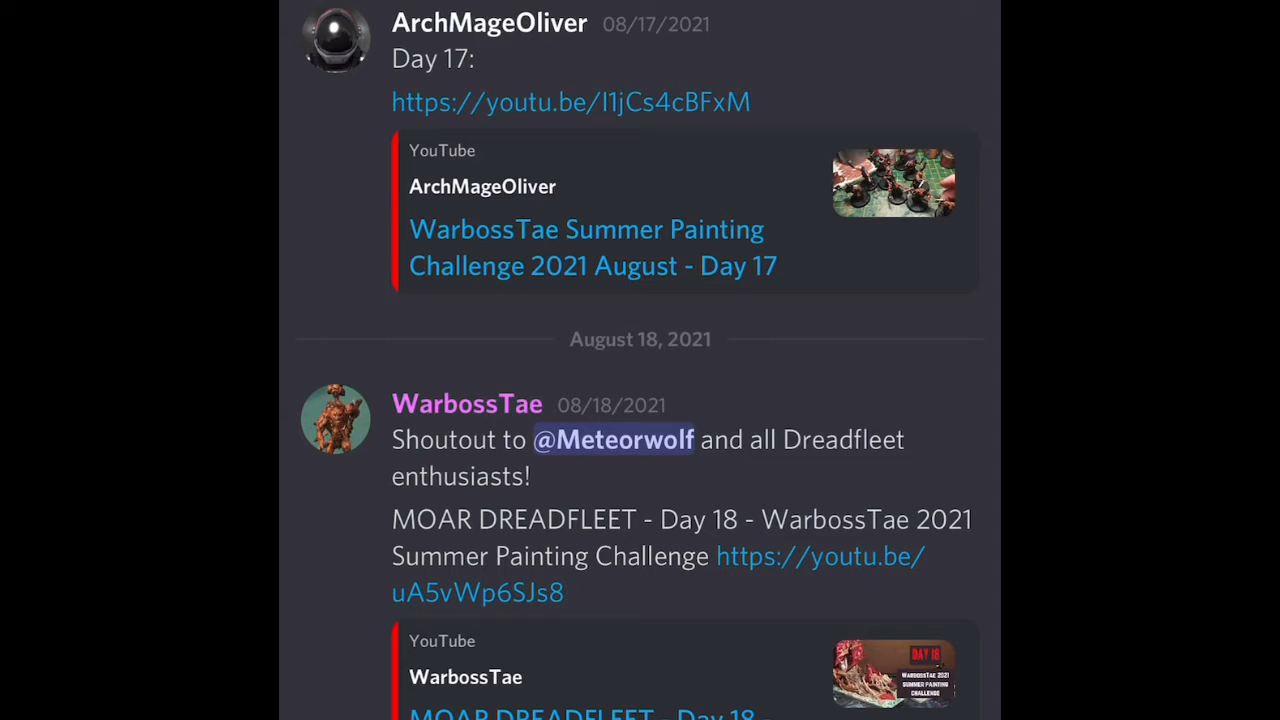 ArchMageOliver 08/17/2021
Day 17:
https://youtu.be/I1jCs4cBFxM
YouTube
ArchMageOliver
WarbossTae Summer Painting
Challenge 2021 August - Day 17
August 18, 2021
WarbossTae 08/18/2021
Shoutout to @Meteorwolf and all Dreadfleet
enthusiasts!
MOAR DREADFLEET - Day 18 - WarbossTae 2021
Summer Painting Challenge https://youtu.be/
uA5vWp6SJs8
YouTube
DAY 18
WARBOSSTAE 2021
SUMMER PAINTING
CHALLENGE
WarbossTae
MOAR DREADFLEET - Day 18 -